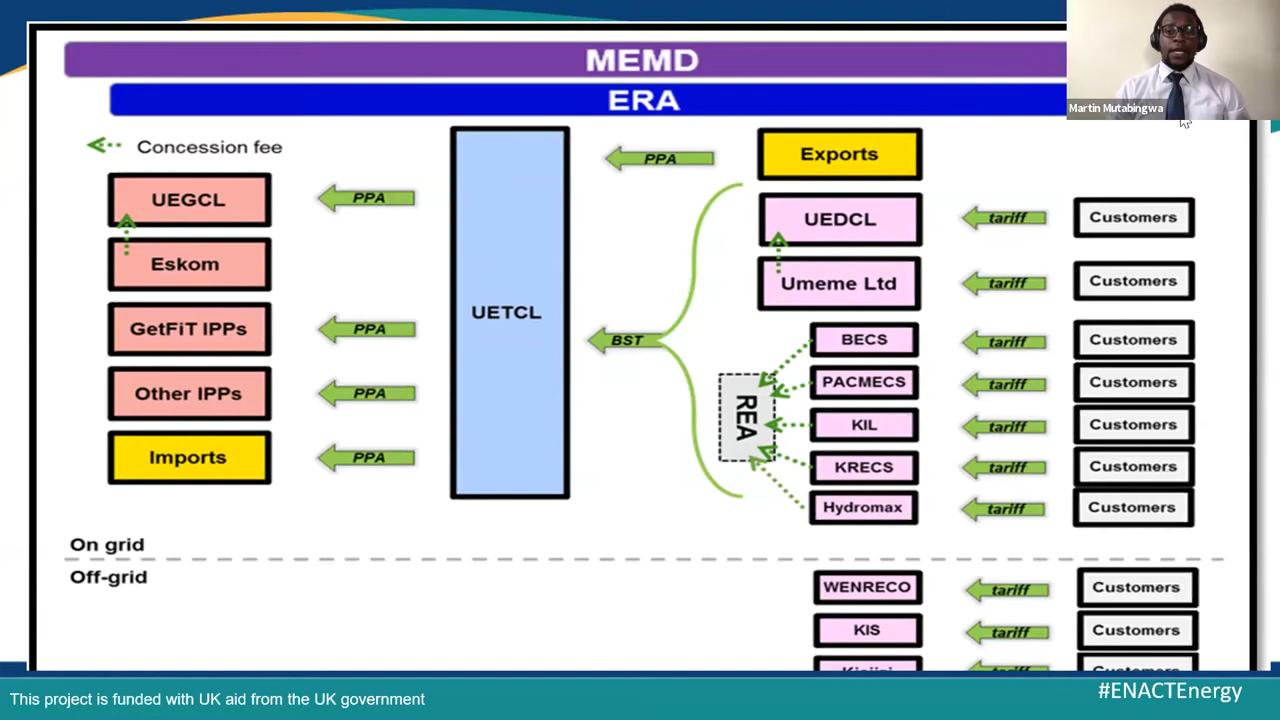 MEMD
ERA
Martin Mutabingwa
Concession fee
UEGCL
Eskom
GetFiT IPPs
Other IPPs
Imports
PPA
PPA
PPA
PPA
UETCL
PPA
BST
Exports
UEDCL
Umeme Ltd
BECS
PACMECS
KIL
KRECS
Hydromax
REA
tariff
tariff
tariff
tariff
tariff
tariff
tariff
Customers
Customers
Customers
Customers
Customers
Customers
Customers
On grid
Off-grid
WENRECO
tariff
Customers
KIS
tariff
Customers
tariff
Customers
This project is funded with UK aid from the UK government
#ENACTEnergy